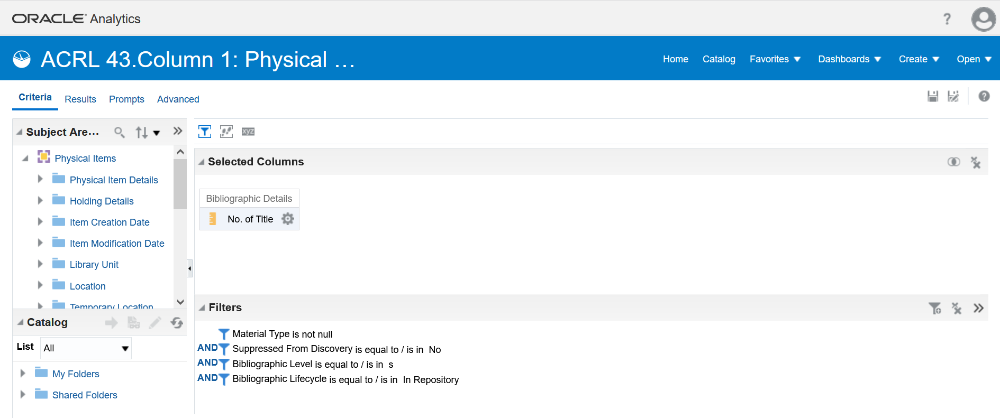 ORACLE Analytics
?
ACRL 43.Column 1: Physical ...
Home Catalog Favorites Dashboards Create Open
Criteria Results Prompts Advanced
?
Subject Are...
Physical Items
Physical Item Details
Holding Details
Item Creation Date
Item Modification Date
Library Unit
Location
Temporary Location
Catalog
List All
My Folders
Shared Folders
xyz
Selected Columns
Bibliographic Details
No. of Title
Filters
Material Type is not null
AND Suppressed From Discovery is equal to / is in No
AND Bibliographic Level is equal to / is in s
AND Bibliographic Lifecycle is equal to / is in In Repository